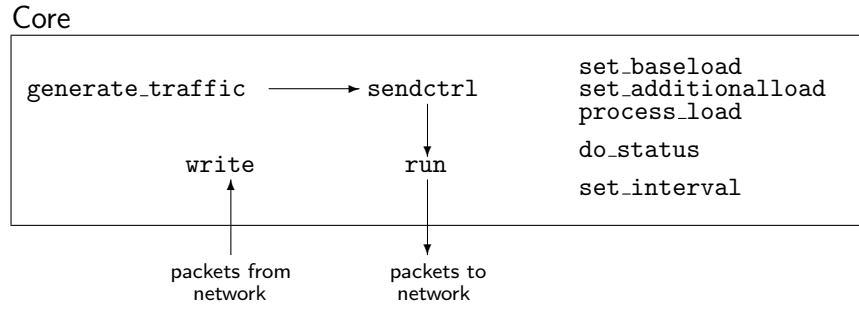 Core
generate_traffic
sendctrl
set_baseload
set_additionalload
process_load
write
run
do_status
set_interval
packets from
network
packets to
network